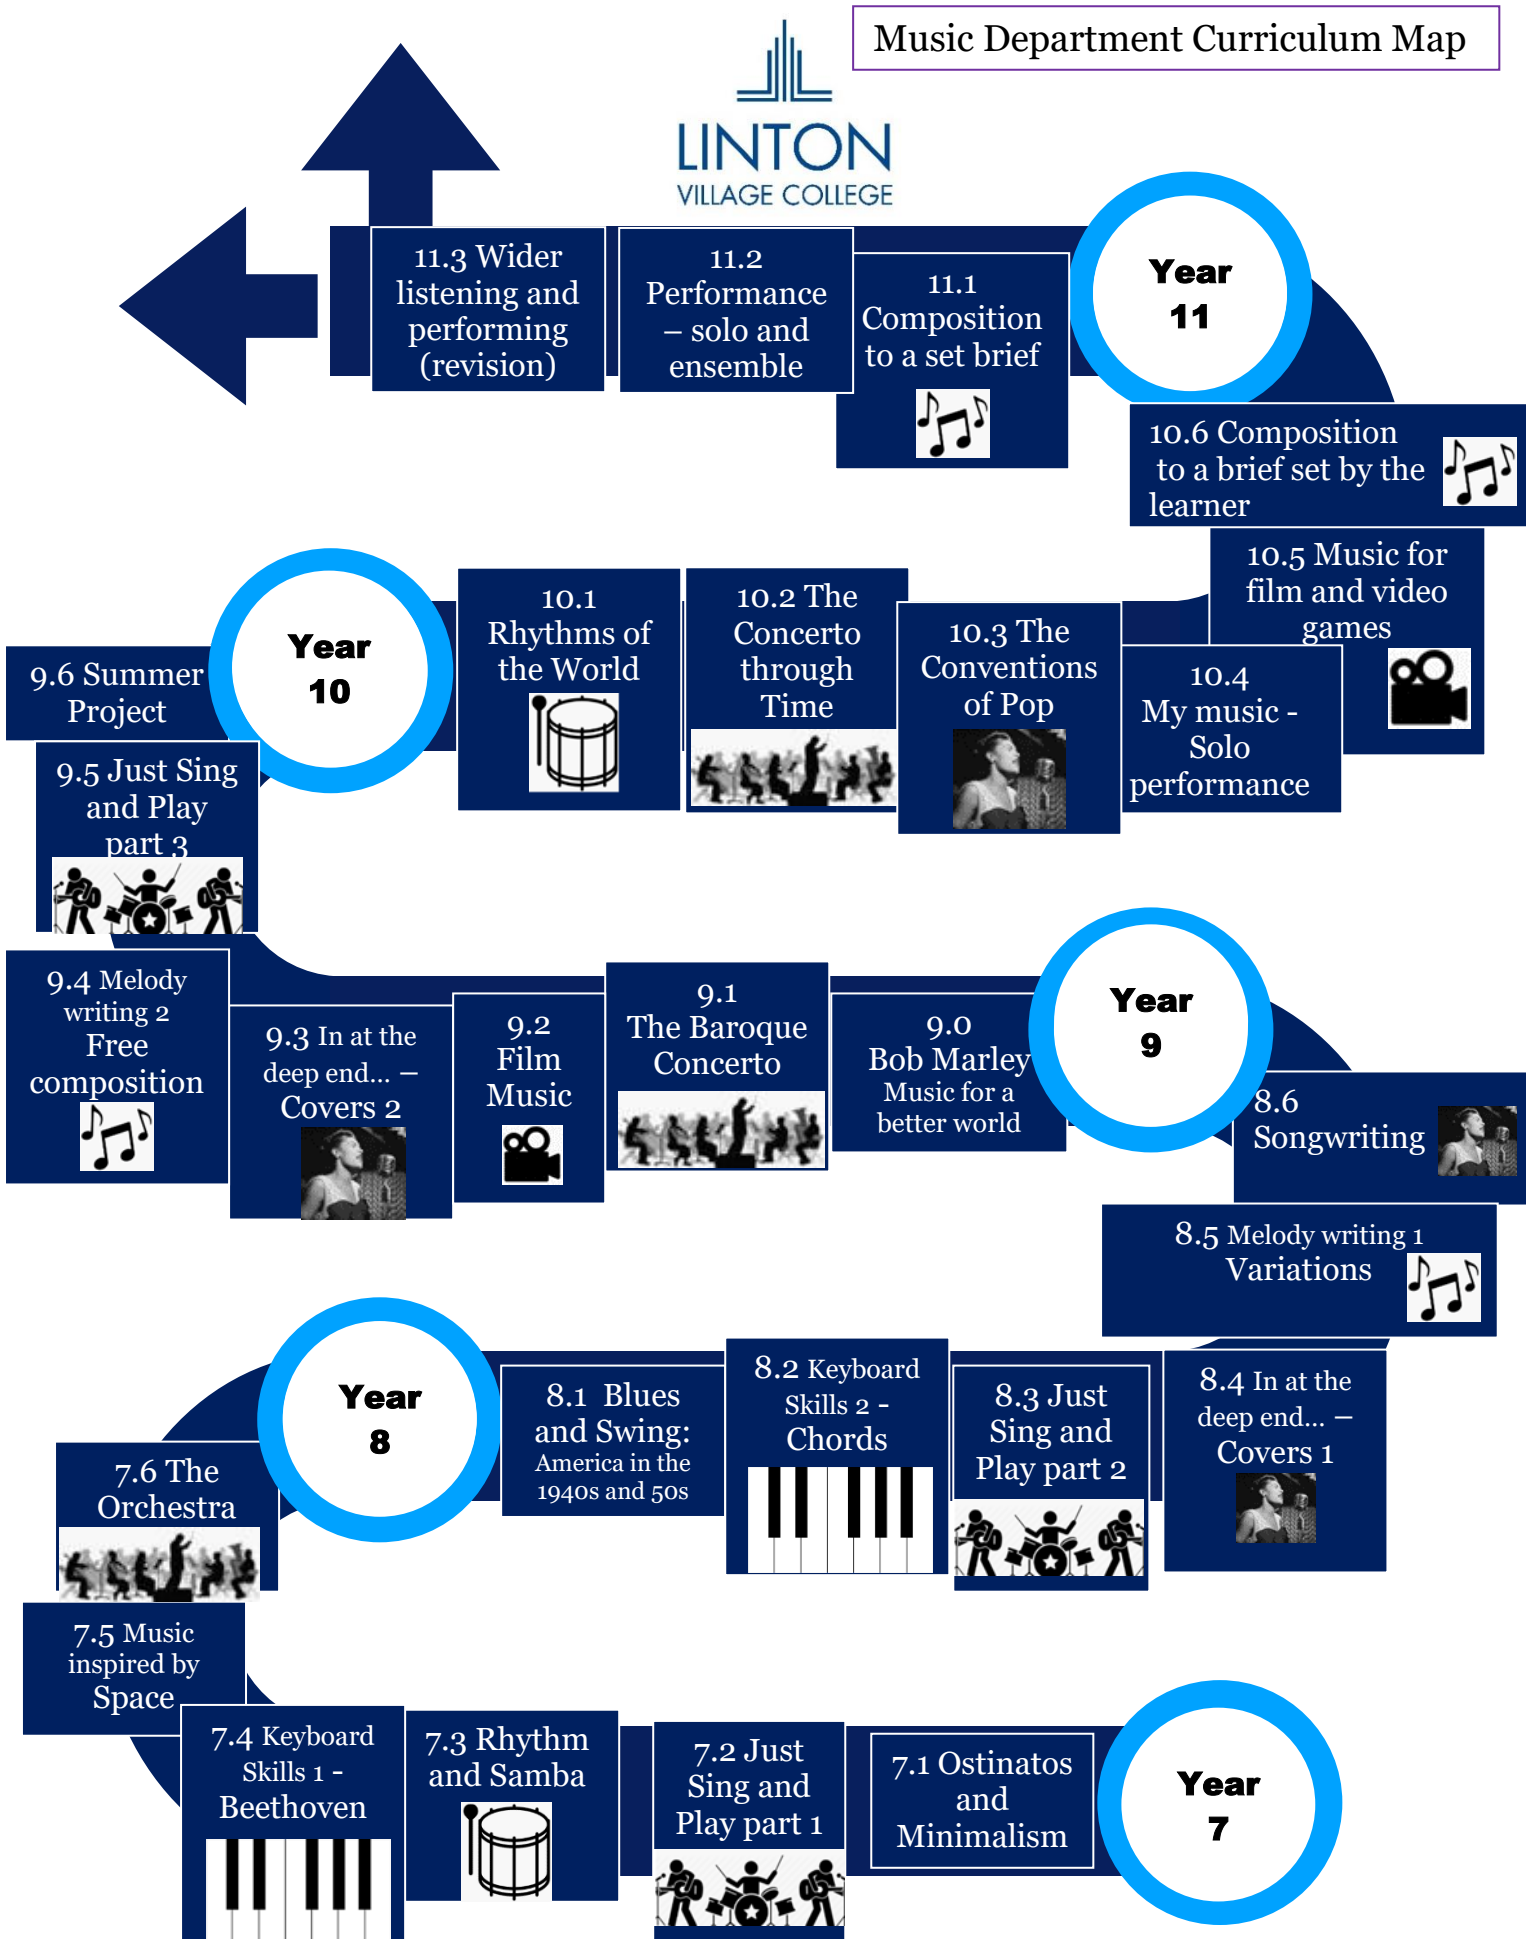 Music Department Curriculum Map
LINTON
VILLAGE COLLEGE
11.3 Wider
listening and
performing
(revision)
11.2
Performance
– solo and
ensemble
11.1
Composition
to a set brief
Year
11
10.6 Composition
to a brief set by the
learner
10.5 Music for
film and video
games
10.4
My music -
Solo
performance
10.3 The
Conventions
of Pop
10.2 The
Concerto
through
Time
10.1
Rhythms of
the World
Year
10
9.6 Summer
Project
9.5 Just Sing
and Play
part 3
9.4 Melody
writing 2
Free
composition
9.3 In at the
deep end... –
Covers 2
9.2
Film
Music
9.1
The Baroque
Concerto
9.0
Bob Marley
Music for a
better world
Year
9
8.6
Songwriting
8.5 Melody writing 1
Variations
8.4 In at the
deep end... –
Covers 1
8.3 Just
Sing and
Play part 2
8.2 Keyboard
Skills 2 -
Chords
8.1 Blues
and Swing:
America in the
1940s and 50s
Year
8
7.6 The
Orchestra
7.5 Music
inspired by
Space
7.4 Keyboard
Skills 1 -
Beethoven
7.3 Rhythm
and Samba
7.2 Just
Sing and
Play part 1
7.1 Ostinatos
and
Minimalism
Year
7